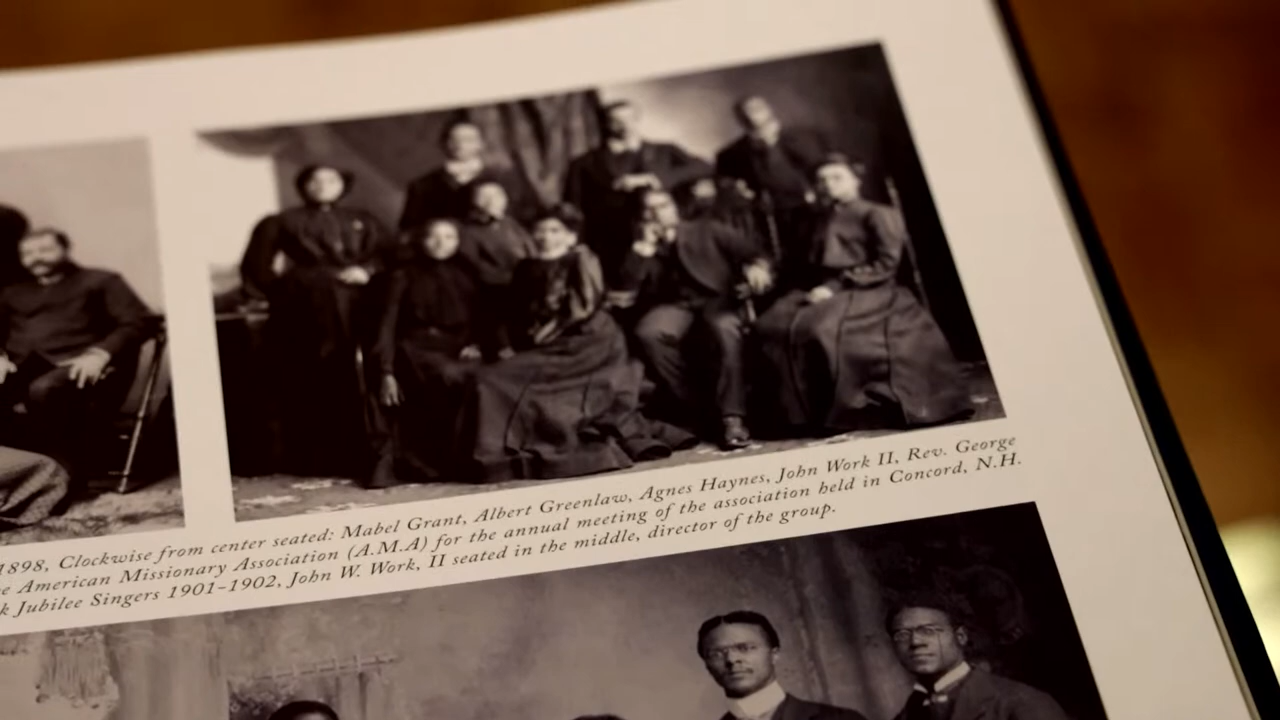 1898, Clockwise from center seated: Mabel Grant, Albert Greenlaw, Agnes Haynes, John Work II, Rev. George
e American Missionary Association (A.M.A) for the annual meeting of the association held in Concord, N.H.
k Jubilee Singers 1901-1902, John W. Work, II seated in the middle, director of the group.